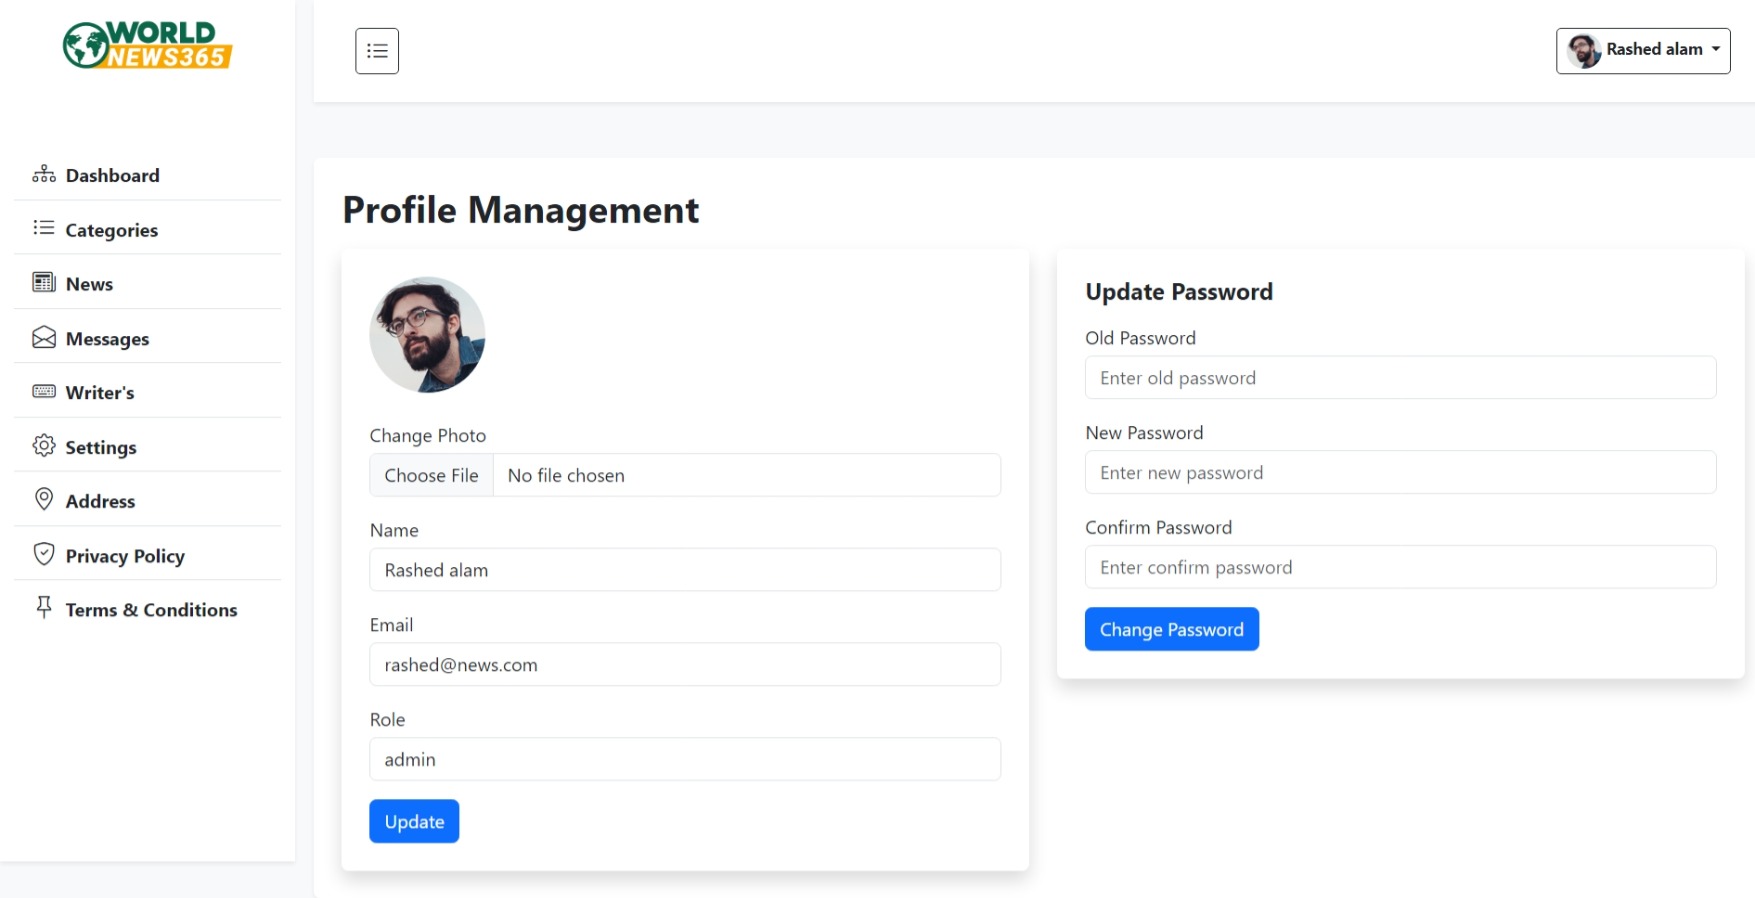 WORLD
NEWS365
Rashed alam
Dashboard
Categories
News
Messages
Writer's
Settings
Address
Privacy Policy
Terms & Conditions
Profile Management
Change Photo
Choose File No file chosen
Name
Rashed alam
Email
rashed@news.com
Role
admin
Update
Update Password
Old Password
Enter old password
New Password
Enter new password
Confirm Password
Enter confirm password
Change Password